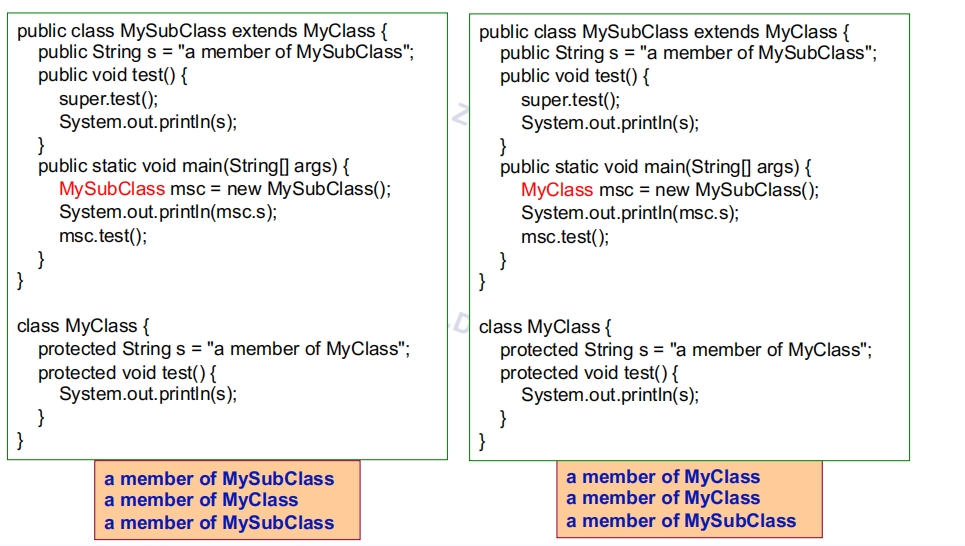 public class MySubClass extends MyClass {
public String s = "a member of MySubClass";
public void test() {
super.test();
System.out.println(s);
}
public static void main(String[] args) {
MySubClass msc = new MySubClass();
System.out.println(msc.s);
msc.test();
}
}
class MyClass {
protected String s = "a member of MyClass";
protected void test() {
System.out.println(s);
}
}
a member of MySubClass
a member of MyClass
a member of MySubClass
public class MySubClass extends MyClass {
public String s = "a member of MySubClass";
public void test() {
super.test();
System.out.println(s);
}
public static void main(String[] args) {
MyClass msc = new MySubClass();
System.out.println(msc.s);
msc.test();
}
}
class MyClass {
protected String s = "a member of MyClass";
protected void test() {
System.out.println(s);
}
}
a member of MyClass
a member of MyClass
a member of MySubClass